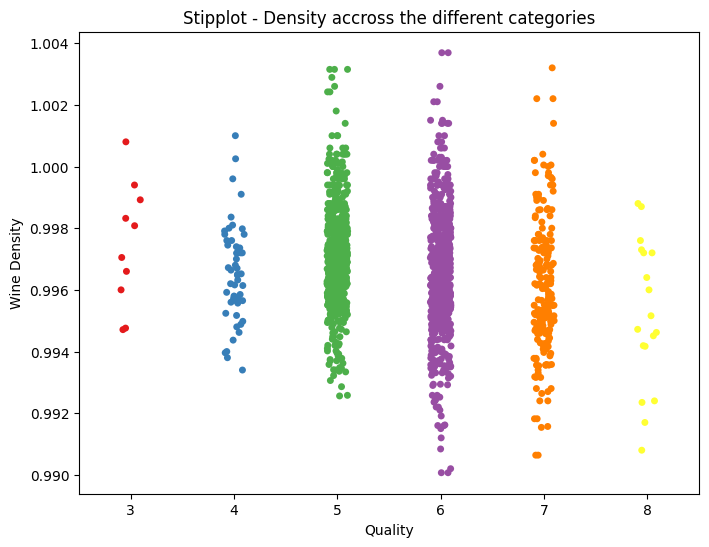 Stipplot - Density accross the different categories
1.004
1.002
1.000
0.998
0.996
0.994
0.992
0.990
Wine Density
3 4 5 6 7 8
Quality